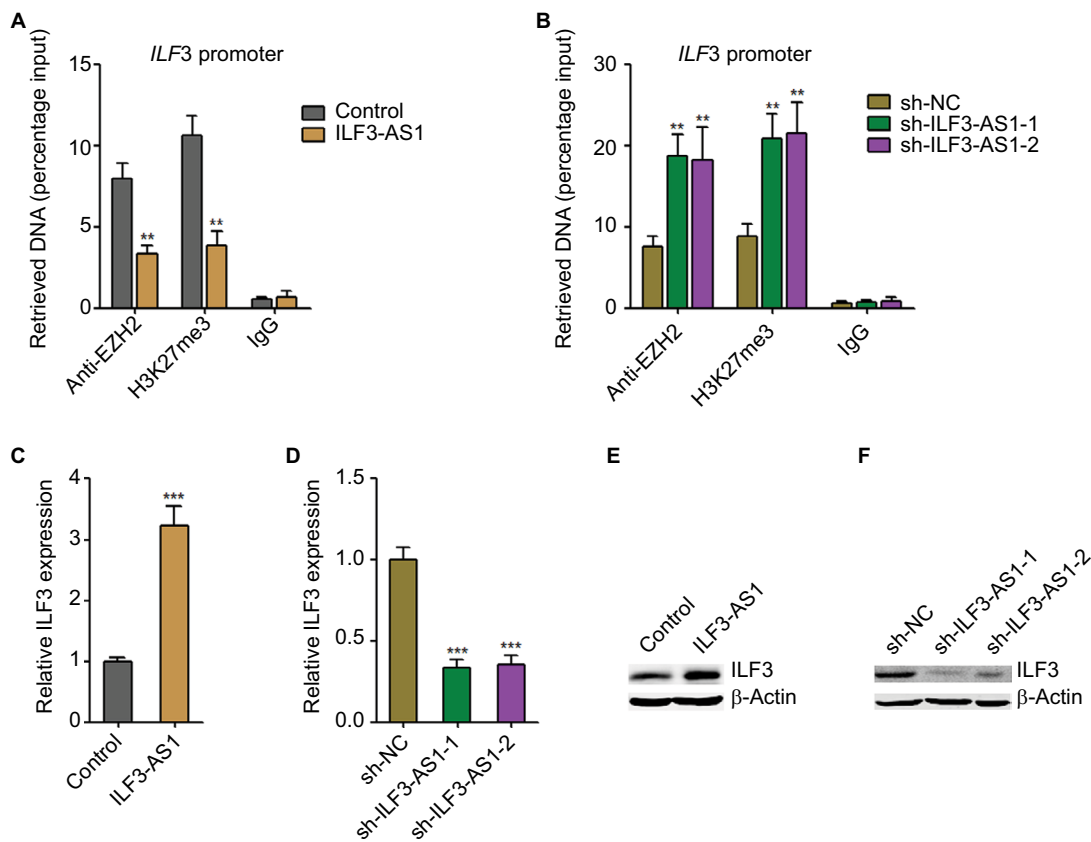 A
ILF3 promoter
Retrieved DNA (percentage input)
15
10
5
0
**
**
Anti-EZH2
H3K27me3
IgG
Control
ILF3-AS1
B
ILF3 promoter
Retrieved DNA (percentage input)
30
20
10
0
** **
** **
Anti-EZH2
H3K27me3
IgG
sh-NC
sh-ILF3-AS1-1
sh-ILF3-AS1-2
C
Relative ILF3 expression
4
3
2
1
0
***
Control
ILF3-AS1
D
Relative ILF3 expression
1.5
1.0
0.5
0.0
*** ***
sh-NC
sh-ILF3-AS1-1
sh-ILF3-AS1-2
E
Control
ILF3-AS1
ILF3
β-Actin
F
sh-NC
sh-ILF3-AS1-1
sh-ILF3-AS1-2
ILF3
β-Actin